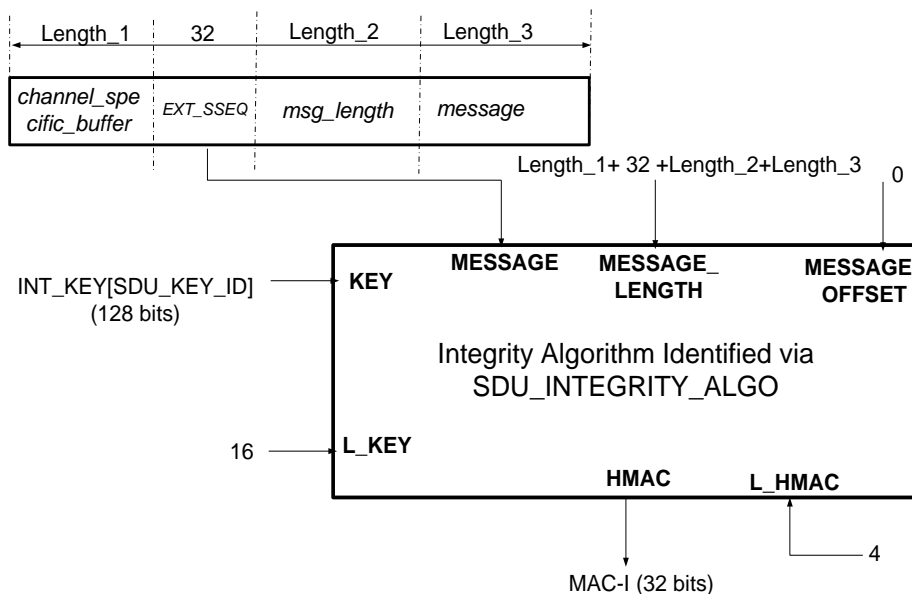 Length_1 32 Length_2 Length_3
channel_spe
cific_buffer
EXT_SSEQ
msg_length
message
Length_1+ 32 +Length_2+Length_3
0
MESSAGE
MESSAGE_
LENGTH
MESSAGE
OFFSET
INT_KEY[SDU_KEY_ID]
(128 bits)
KEY
Integrity Algorithm Identified via
SDU_INTEGRITY_ALGO
16
L_KEY
HMAC
L_HMAC
4
MAC-I (32 bits)